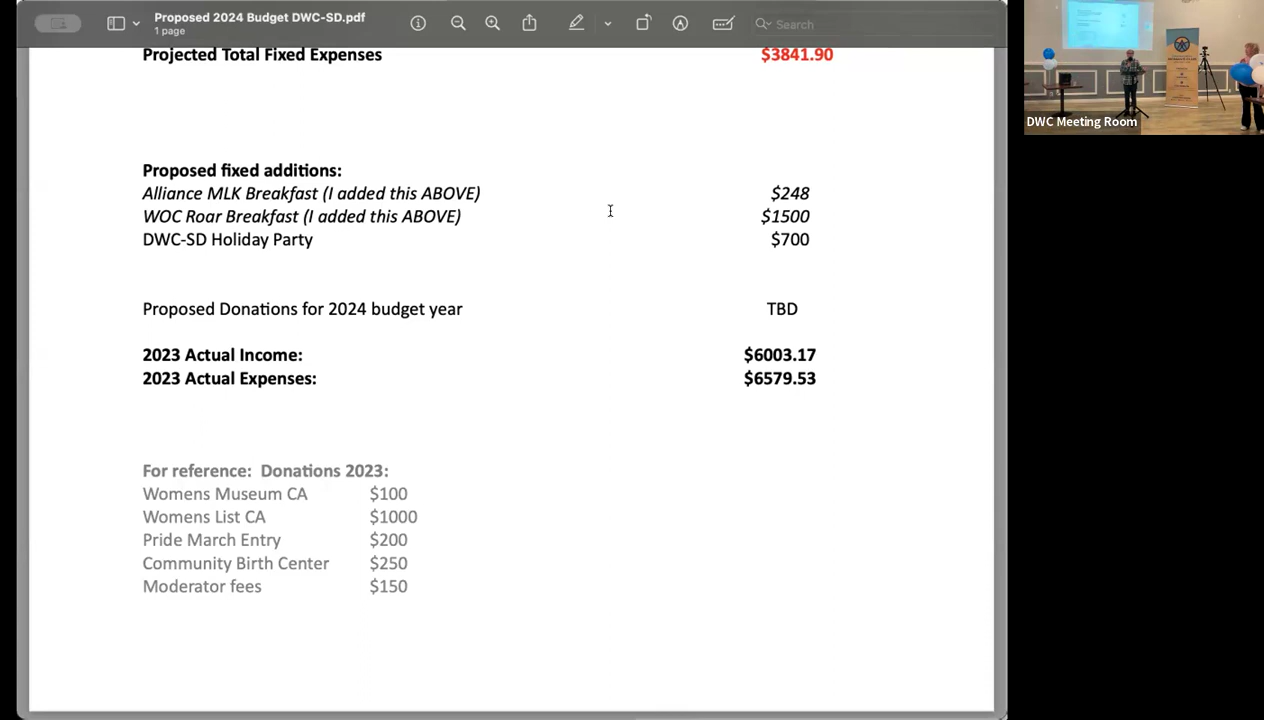 Proposed 2024 Budget DWC-SD.pdf
1 page
Search
Projected Total Fixed Expenses $3841.90
Proposed fixed additions:
Alliance MLK Breakfast (I added this ABOVE) $248
WOC Roar Breakfast (I added this ABOVE) $1500
DWC-SD Holiday Party $700
Proposed Donations for 2024 budget year TBD
2023 Actual Income: $6003.17
2023 Actual Expenses: $6579.53
For reference:  Donations 2023:
Womens Museum CA $100
Womens List CA $1000
Pride March Entry $200
Community Birth Center $250
Moderator fees $150
DWC Meeting Room